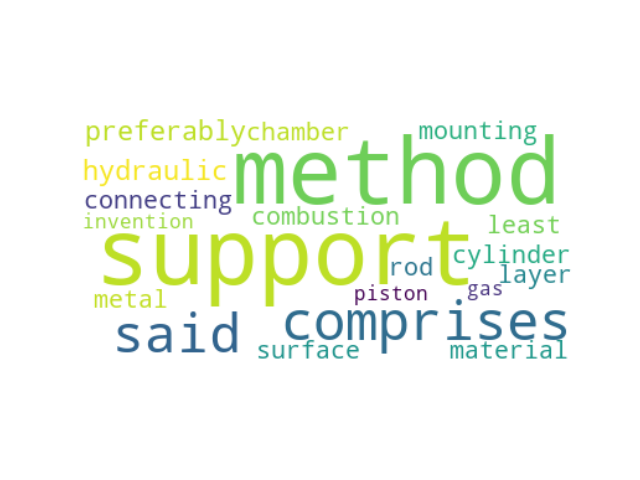 preferably chamber mounting
method
hydraulic
connecting
combustion
invention
least
support
cylinder
rod layer
piston gas
metal
comprises
said
surface material